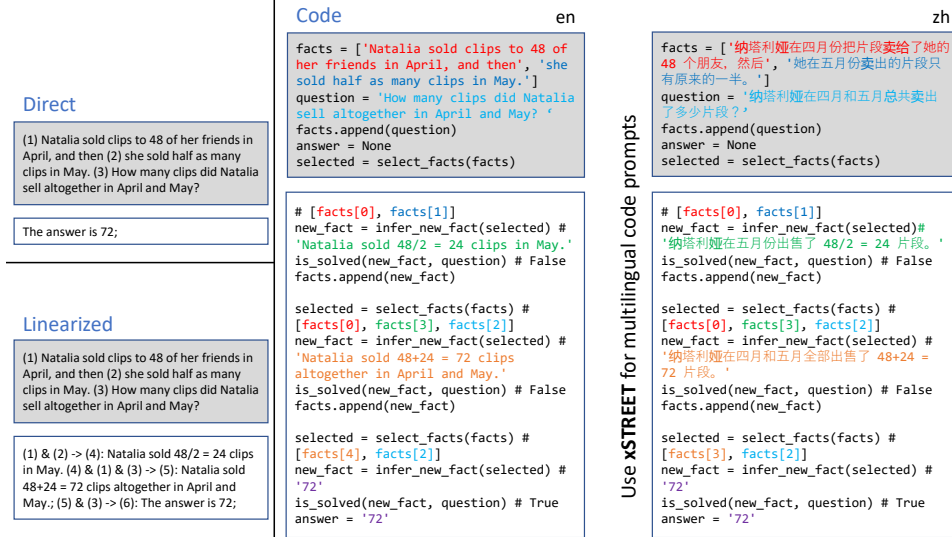 Direct
(1) Natalia sold clips to 48 of her friends in
April, and then (2) she sold half as many
clips in May. (3) How many clips did Natalia
sell altogether in April and May?
The answer is 72;
Linearized
(1) Natalia sold clips to 48 of her friends in
April, and then (2) she sold half as many
clips in May. (3) How many clips did Natalia
sell altogether in April and May?
(1) & (2) -> (4): Natalia sold 48/2 = 24 clips
in May. (4) & (1) & (3) -> (5): Natalia sold
48+24 = 72 clips altogether in April and
May.; (5) & (3) -> (6): The answer is 72;
Code
en
facts = ['Natalia sold clips to 48 of
her friends in April, and then', 'she
sold half as many clips in May.']
question = 'How many clips did Natalia
sell altogether in April and May? ‘
facts.append(question)
answer = None
selected = select_facts(facts)
# [facts[0], facts[1]]
new_fact = infer_new_fact(selected) #
'Natalia sold 48/2 = 24 clips in May.'
is_solved(new_fact, question) # False
facts.append(new_fact)
selected = select_facts(facts) #
[facts[0], facts[3], facts[2]]
new_fact = infer_new_fact(selected) #
'Natalia sold 48+24 = 72 clips
altogether in April and May.’
is_solved(new_fact, question) # False
facts.append(new_fact)
selected = select_facts(facts) #
[facts[4], facts[2]]
new_fact = infer_new_fact(selected) #
'72'
is_solved(new_fact, question) # True
answer = '72'
Use xSTREET for multilingual code prompts
zh
facts = ['纳塔利娅在四月份把片段卖给了她的
48 个朋友，然后', '她在五月份卖出的片段只
有原来的一半。']
question = '纳塔利娅在四月和五月总共卖出
了多少片段？’
facts.append(question)
answer = None
selected = select_facts(facts)
# [facts[0], facts[1]]
new_fact = infer_new_fact(selected)#
'纳塔利娅在五月份出售了 48/2 = 24 片段。'
is_solved(new_fact, question) # False
facts.append(new_fact)
selected = select_facts(facts) #
[facts[0], facts[3], facts[2]]
new_fact = infer_new_fact(selected) #
'纳塔利娅在四月和五月全部出售了 48+24 =
72 片段。'
is_solved(new_fact, question) # False
facts.append(new_fact)
selected = select_facts(facts) #
[facts[3], facts[2]]
new_fact = infer_new_fact(selected) #
'72'
is_solved(new_fact, question) # True
answer = '72'